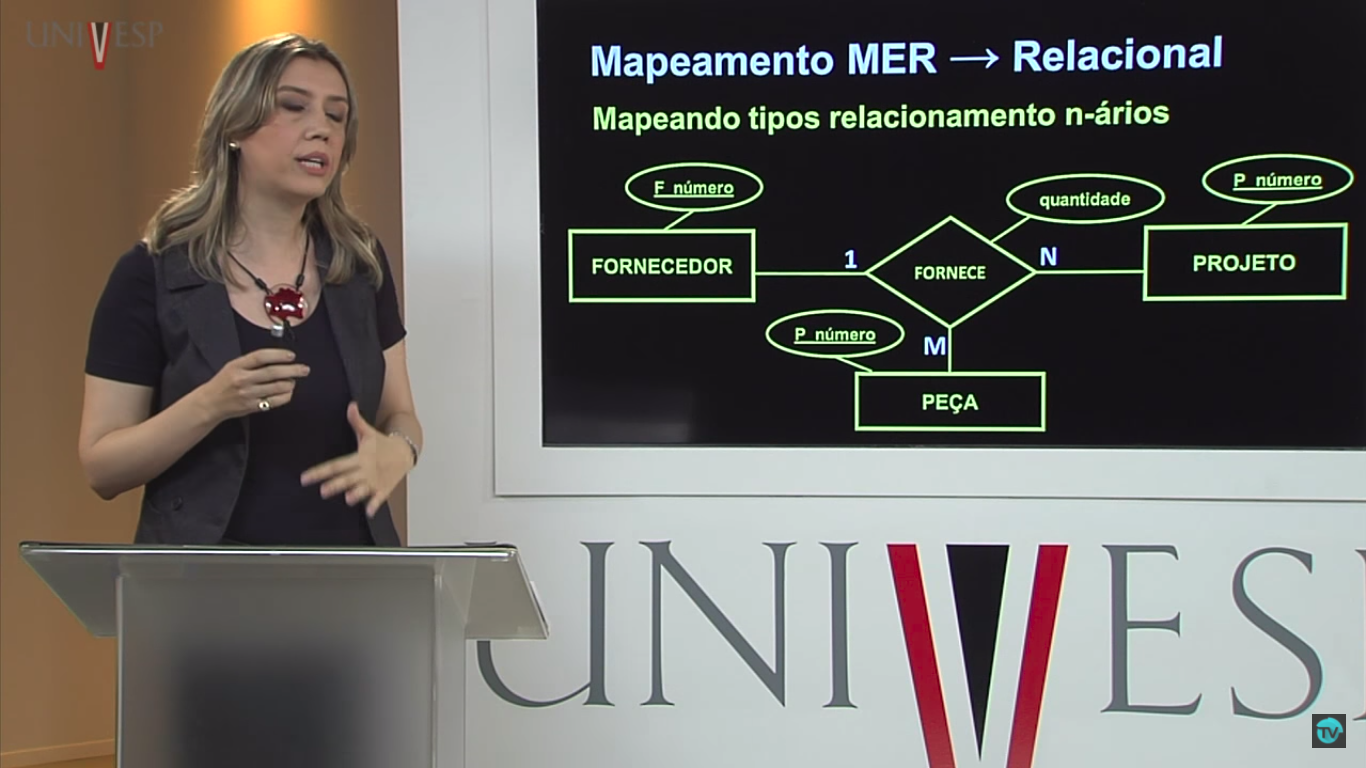 UNIVESP
Mapeamento MER → Relacional
Mapeando tipos relacionamento n-ários
F_número
quantidade
P_número
FORNECEDOR
1
FORNECE
N
PROJETO
P_número
M
PEÇA
UNIVESP
TV